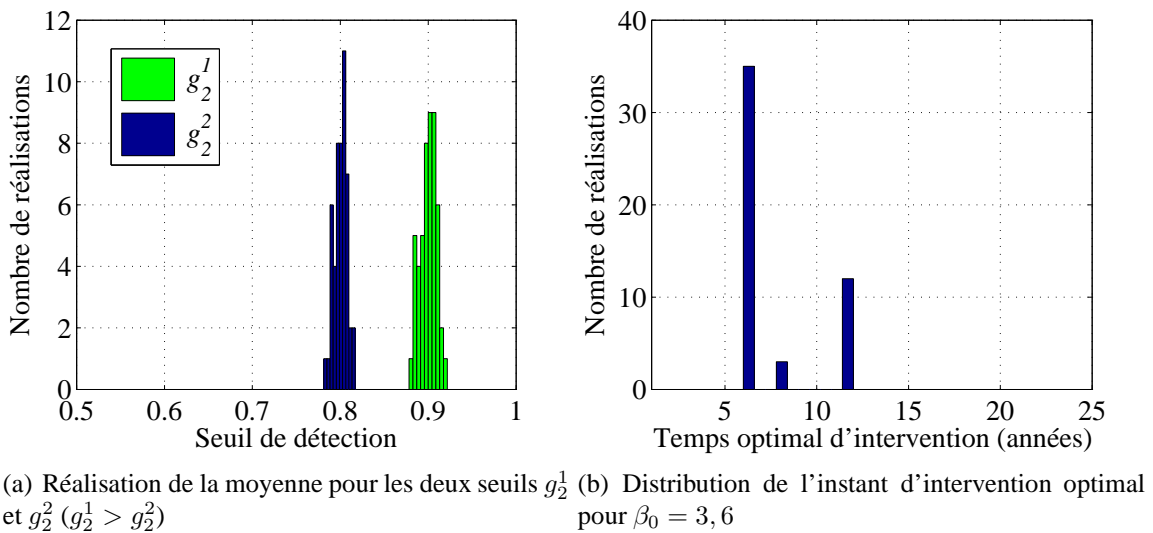 12
10
8
6
4
2
0
Nombre de réalisations
g_2^1
g_2^2
0.5 0.6 0.7 0.8 0.9 1
Seuil de détection
40
30
20
10
0
Nombre de réalisations
5 10 15 20 25
Temps optimal d'intervention (années)
(a) Réalisation de la moyenne pour les deux seuils g_2^1
et g_2^2 (g_2^1 > g_2^2)
(b) Distribution de l'instant d'intervention optimal
pour β_0 = 3, 6